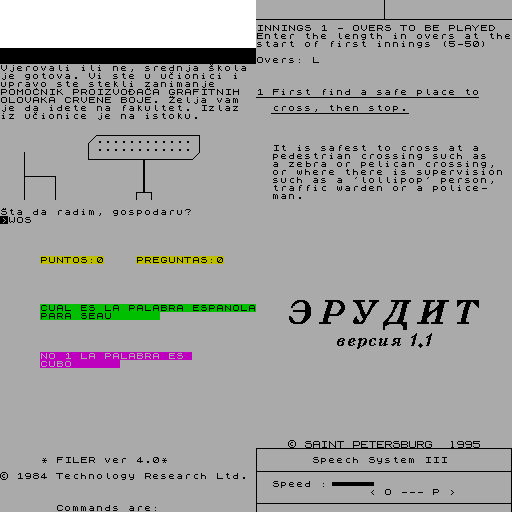 Vjerovali ili ne, srednja škola
je gotova. Vi ste u učionici i
upravo ste stekli zanimanje
POMOĆNIK PROIZVOĐAČA GRAFITNIH
OLOVAKA CRVENE BOJE. Želja vam
je da idete na fakultet. Izlaz
iz učionice je na istoku.
Šta da radim, gospodaru?
>WOS
INNINGS 1 - OVERS TO BE PLAYED
Enter the length in overs at the
start of first innings (5-50)
Overs: L
1 First find a safe place to
cross, then stop.
It is safest to cross at a
pedestrian crossing such as
a zebra or pelican crossing,
or where there is supervision
such as a 'lollipop' person,
traffic warden or a police-
man.
PUNTOS:0 PREGUNTAS:0
CUAL ES LA PALABRA ESPANOLA
PARA SEAU
NO 1 LA PALABRA ES
CUBO
ЭРУДИТ
версия 1.1
© SAINT PETERSBURG 1995
* FILER ver 4.0*
© 1984 Technology Research Ltd.
Commands are:
Speech System III
Speed :
< O --- P >